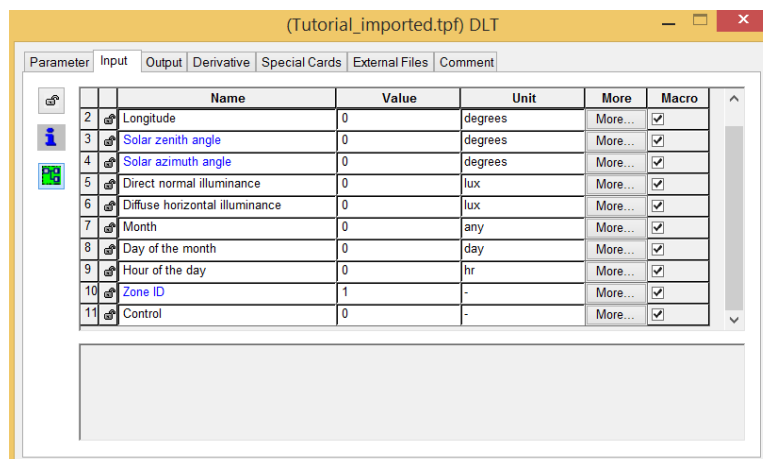 (Tutorial_imported.tpf) DLT
Parameter Input Output Derivative Special Cards External Files Comment
Name Value Unit More Macro
2 Longitude 0 degrees More...
3 Solar zenith angle 0 degrees More...
4 Solar azimuth angle 0 degrees More...
5 Direct normal illuminance 0 lux More...
6 Diffuse horizontal illuminance 0 lux More...
7 Month 0 any More...
8 Day of the month 0 day More...
9 Hour of the day 0 hr More...
10 Zone ID 1 - More...
11 Control 0 - More...